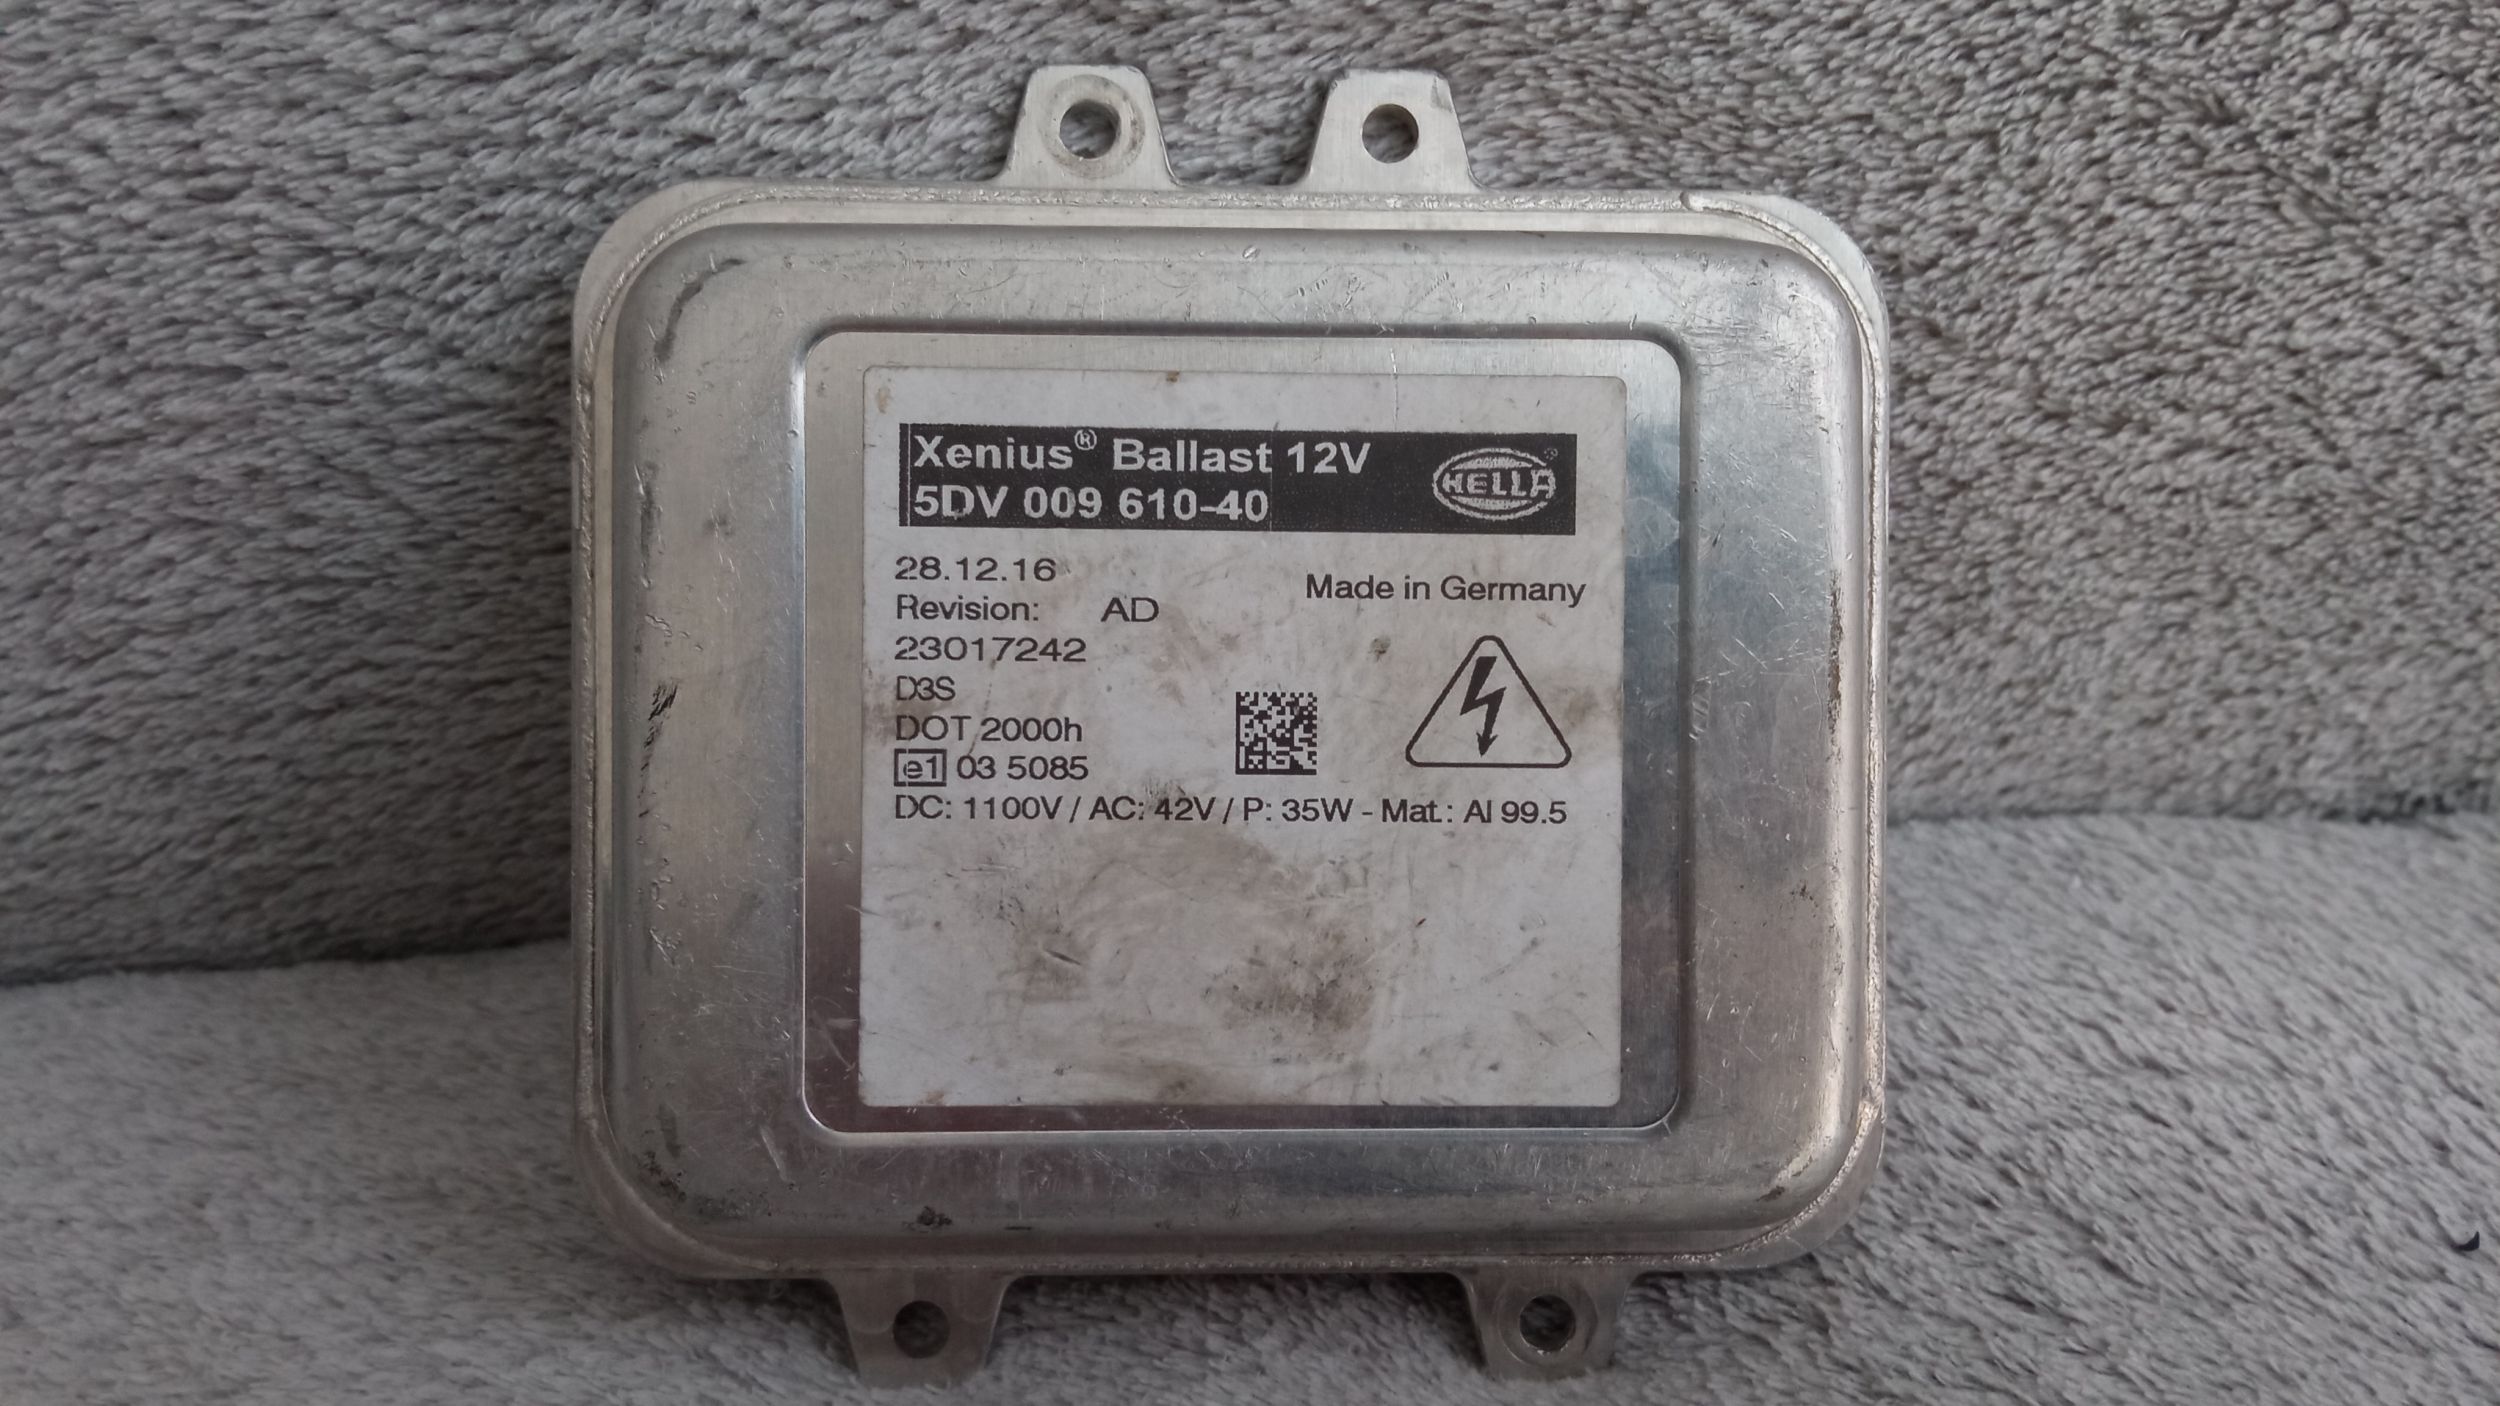 Xenius® Ballast 12V
5DV 009 610-40
HELLA®
28.12.16
Made in Germany
Revision: AD
23017242
D3S
DOT 2000h
e1 03 5085
DC: 1100V / AC: 42V / P: 35W - Mat.: Al 99.5